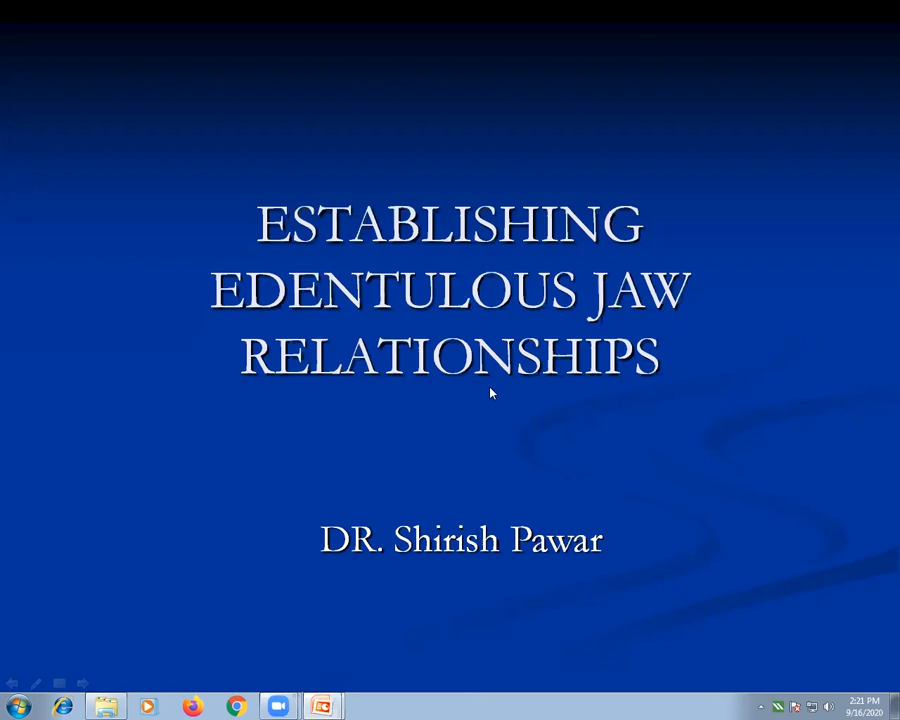 ESTABLISHING
EDENTULOUS JAW
RELATIONSHIPS
DR. Shirish Pawar
2:21 PM
9/16/2020